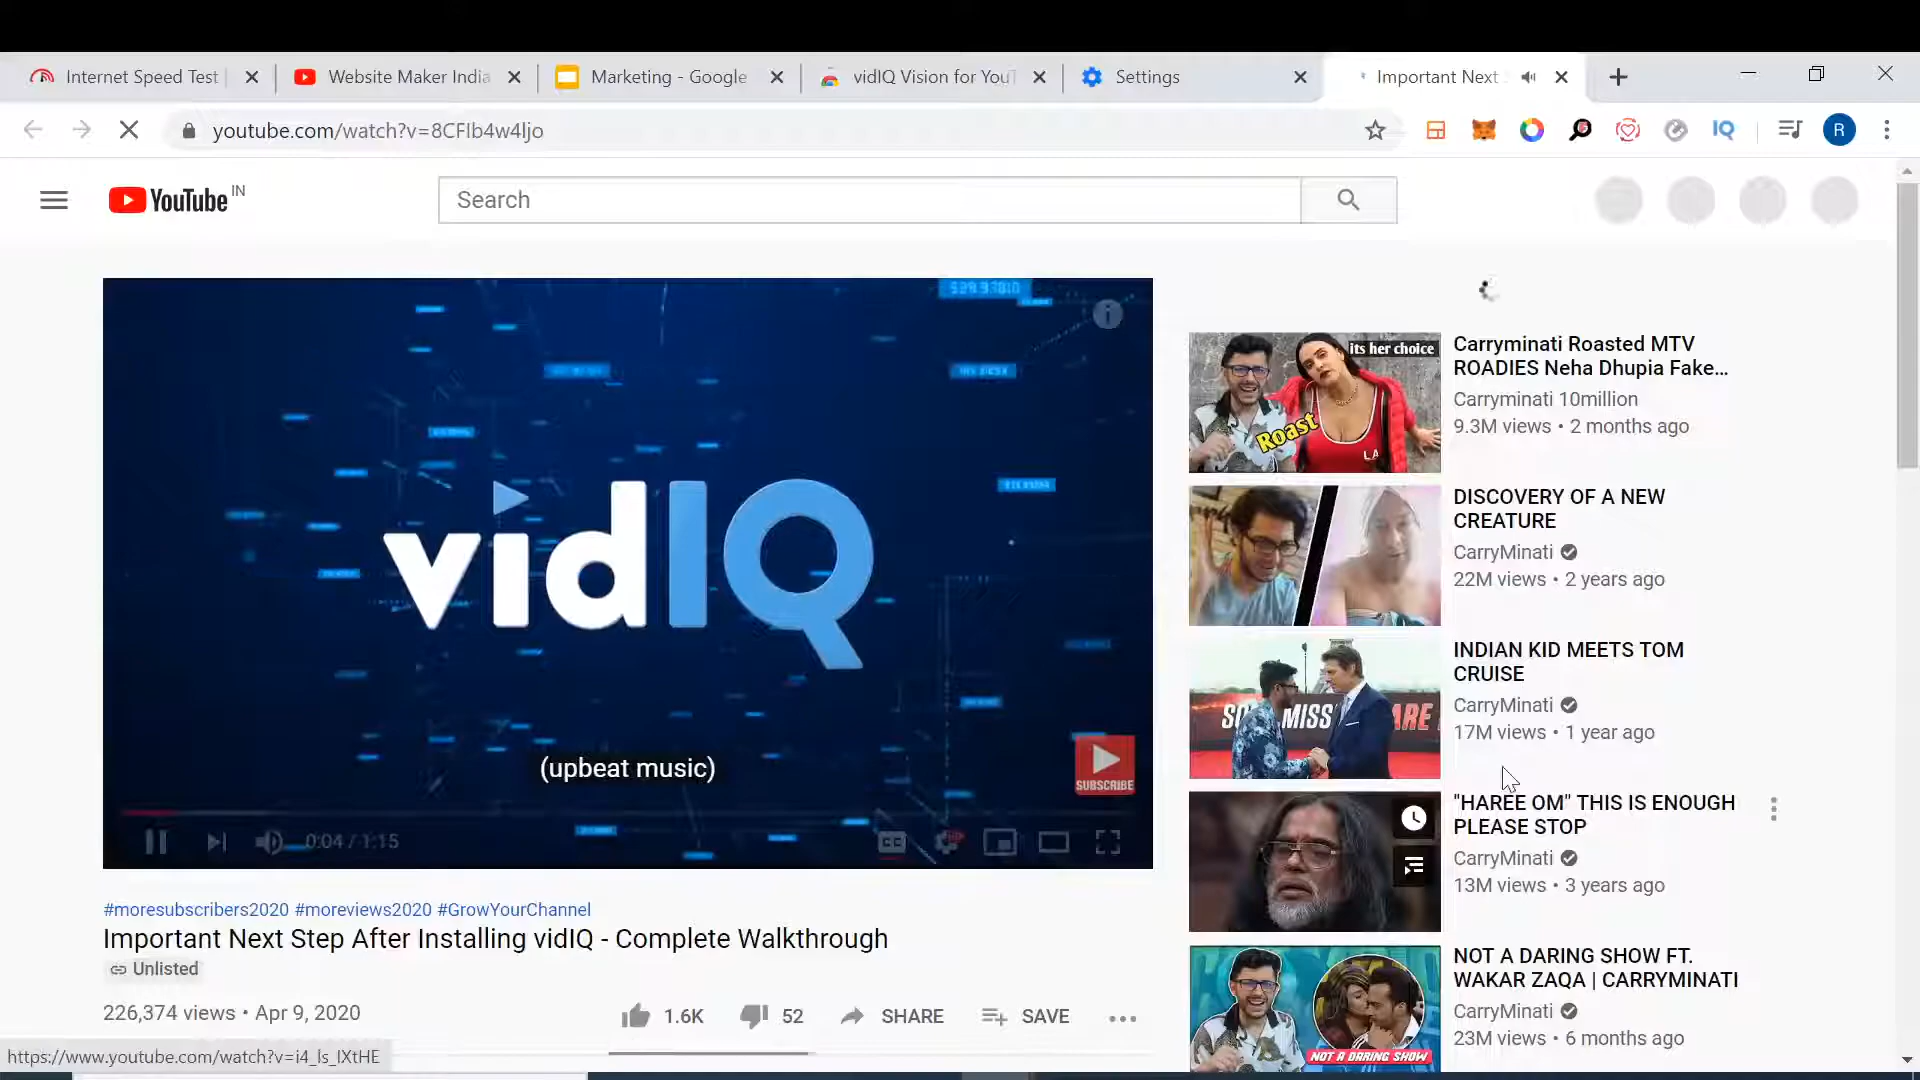 Internet Speed Test
Website Maker India
Marketing - Google
vidIQ Vision for YouT
Settings
Important Next
youtube.com/watch?v=8CFIb4w4ljo
IQ
R
YouTube IN
Search
vidIQ
(upbeat music)
SUBSCRIBE
0:04 / 1:15
CC
#moresubscribers2020 #moreviews2020 #GrowYourChannel
Important Next Step After Installing vidIQ - Complete Walkthrough
Unlisted
226,374 views • Apr 9, 2020
1.6K
52
SHARE
SAVE
its her choice
Roast
LA
Carryminati Roasted MTV
ROADIES Neha Dhupia Fake...
Carryminati 10million
9.3M views • 2 months ago
DISCOVERY OF A NEW
CREATURE
CarryMinati
22M views • 2 years ago
INDIAN KID MEETS TOM
CRUISE
CarryMinati
17M views • 1 year ago
"HAREE OM" THIS IS ENOUGH
PLEASE STOP
CarryMinati
13M views • 3 years ago
NOT A DARING SHOW
NOT A DARING SHOW FT.
WAKAR ZAQA | CARRYMINATI
CarryMinati
23M views • 6 months ago
https://www.youtube.com/watch?v=i4_ls_IXtHE